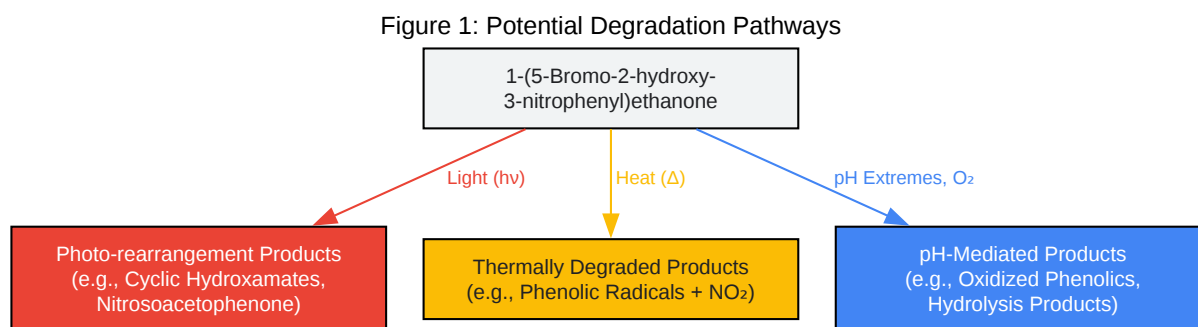 Figure 1: Potential Degradation Pathways
1-(5-Bromo-2-hydroxy-
3-nitrophenyl)ethanone
Light (hν)
Heat (Δ)
pH Extremes, O₂
Photo-rearrangement Products
(e.g., Cyclic Hydroxamates,
Nitrosoacetophenone)
Thermally Degraded Products
(e.g., Phenolic Radicals + NO₂)
pH-Mediated Products
(e.g., Oxidized Phenolics,
Hydrolysis Products)